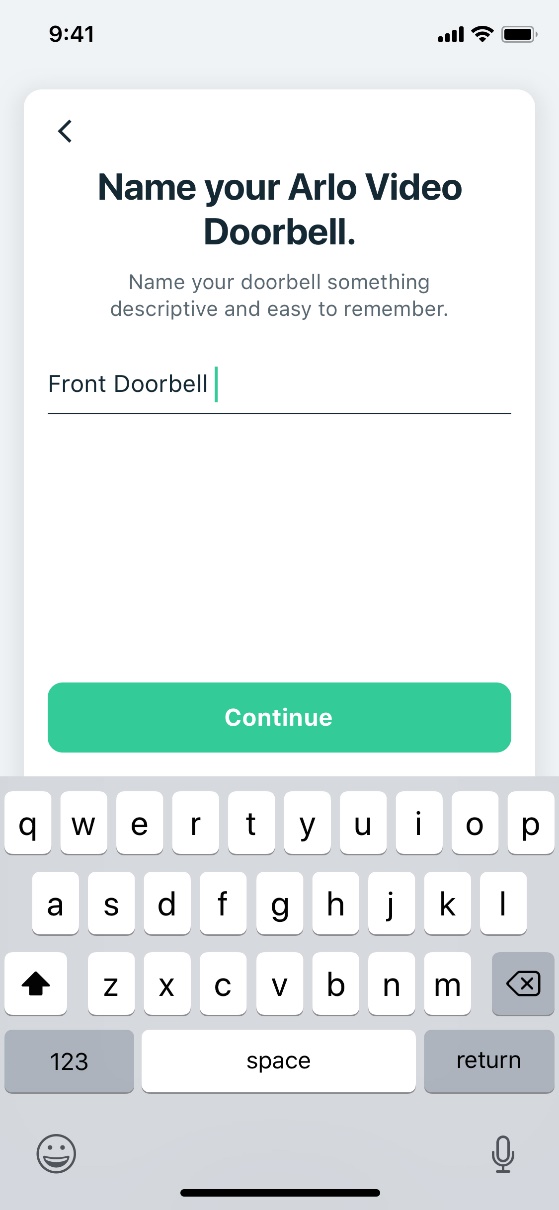 9:41
Name your Arlo Video
Doorbell.
Name your doorbell something
descriptive and easy to remember.
Front Doorbell
Continue
q w e r t y u i o p
a s d f g h j k l
z x c v b n m
123 space return